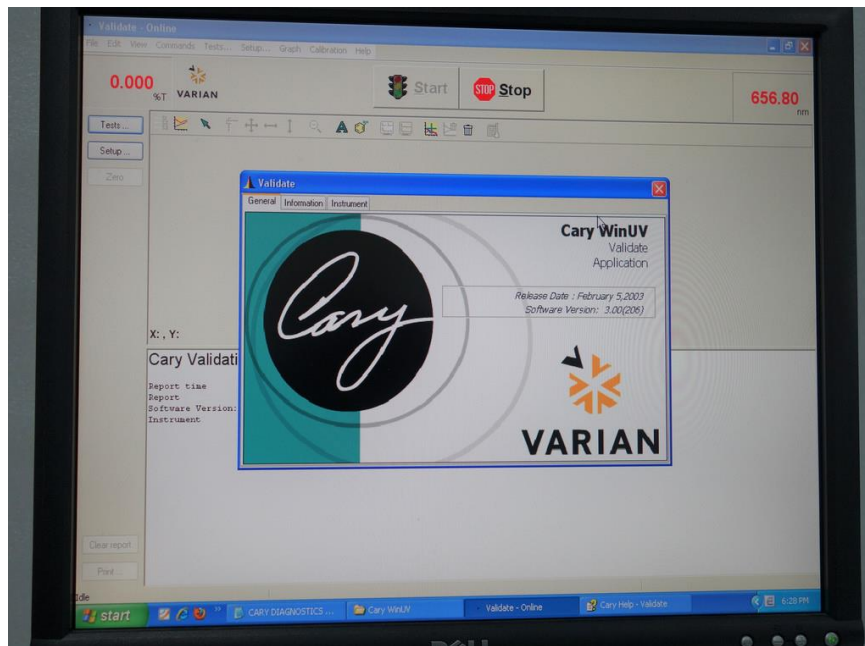 Validate - Online
File Edit View Commands Tests... Setup... Graph Calibration Help
0.000
%T
VARIAN
Start
STOP
Stop
656.80
nm
Tests ...
Setup ...
Zero
A
Validate
General Information Instrument
Cary WinUV
Validate
Application
Release Date : February 5,2003
Software Version: 3.00(206)
Cary
VARIAN
X: , Y:
Cary Validati
Report time
Report
Software Version:
Instrument
Clear report
Print ...
Idle
start
CARY DIAGNOSTICS ...
Cary WinUV
Validate - Online
Cary Help - Validate
6:28 PM
DELL